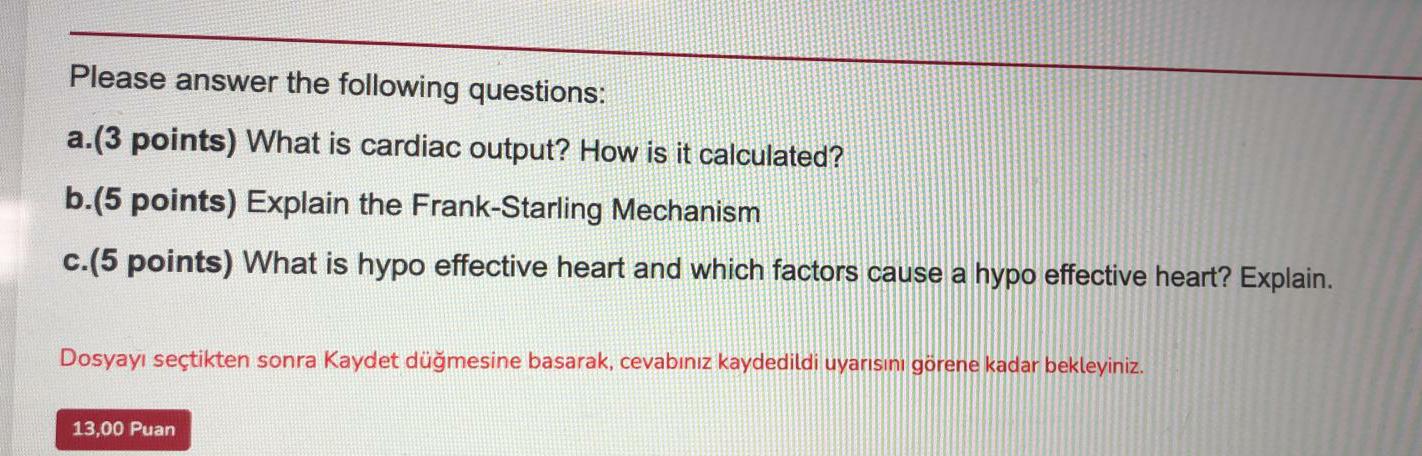 Please answer the following questions:
a.(3 points) What is cardiac output? How is it calculated?
b.(5 points) Explain the Frank-Starling Mechanism
c.(5 points) What is hypo effective heart and which factors cause a hypo effective heart? Explain.
Dosyayı seçtikten sonra Kaydet düğmesine basarak, cevabınız kaydedildi uyarısını görene kadar bekleyiniz.
13,00 Puan